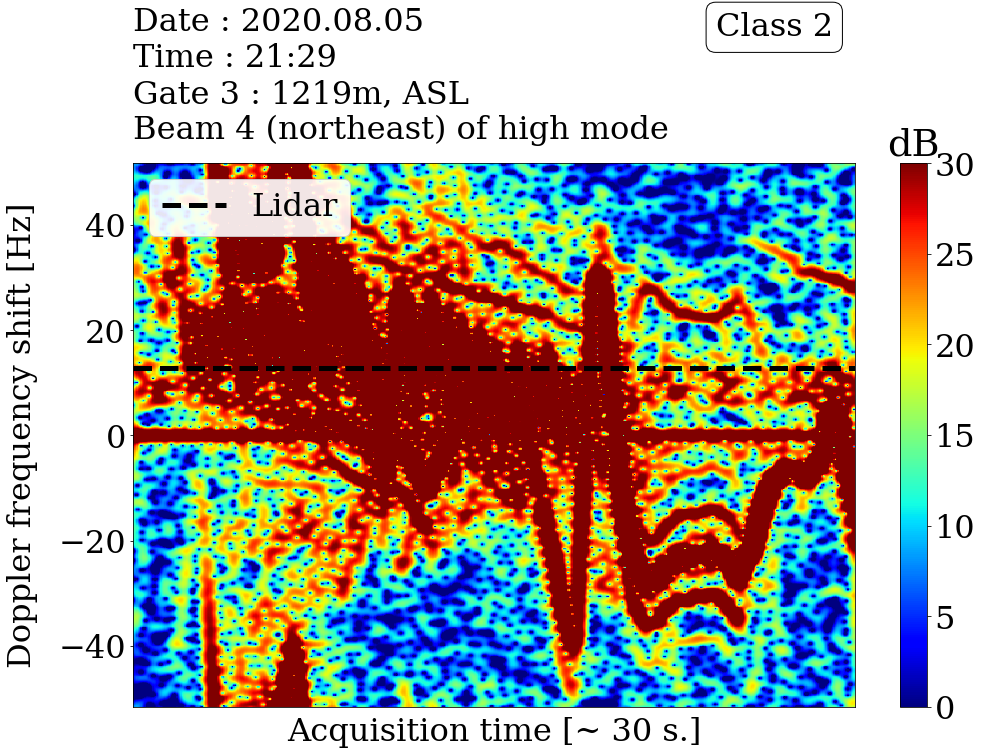 Date : 2020.08.05
Time : 21:29
Gate 3 : 1219m, ASL
Beam 4 (northeast) of high mode
Class 2
dB
Lidar
Doppler frequency shift [Hz]
40
20
0
−20
−40
Acquisition time [~ 30 s.]
30
25
20
15
10
5
0